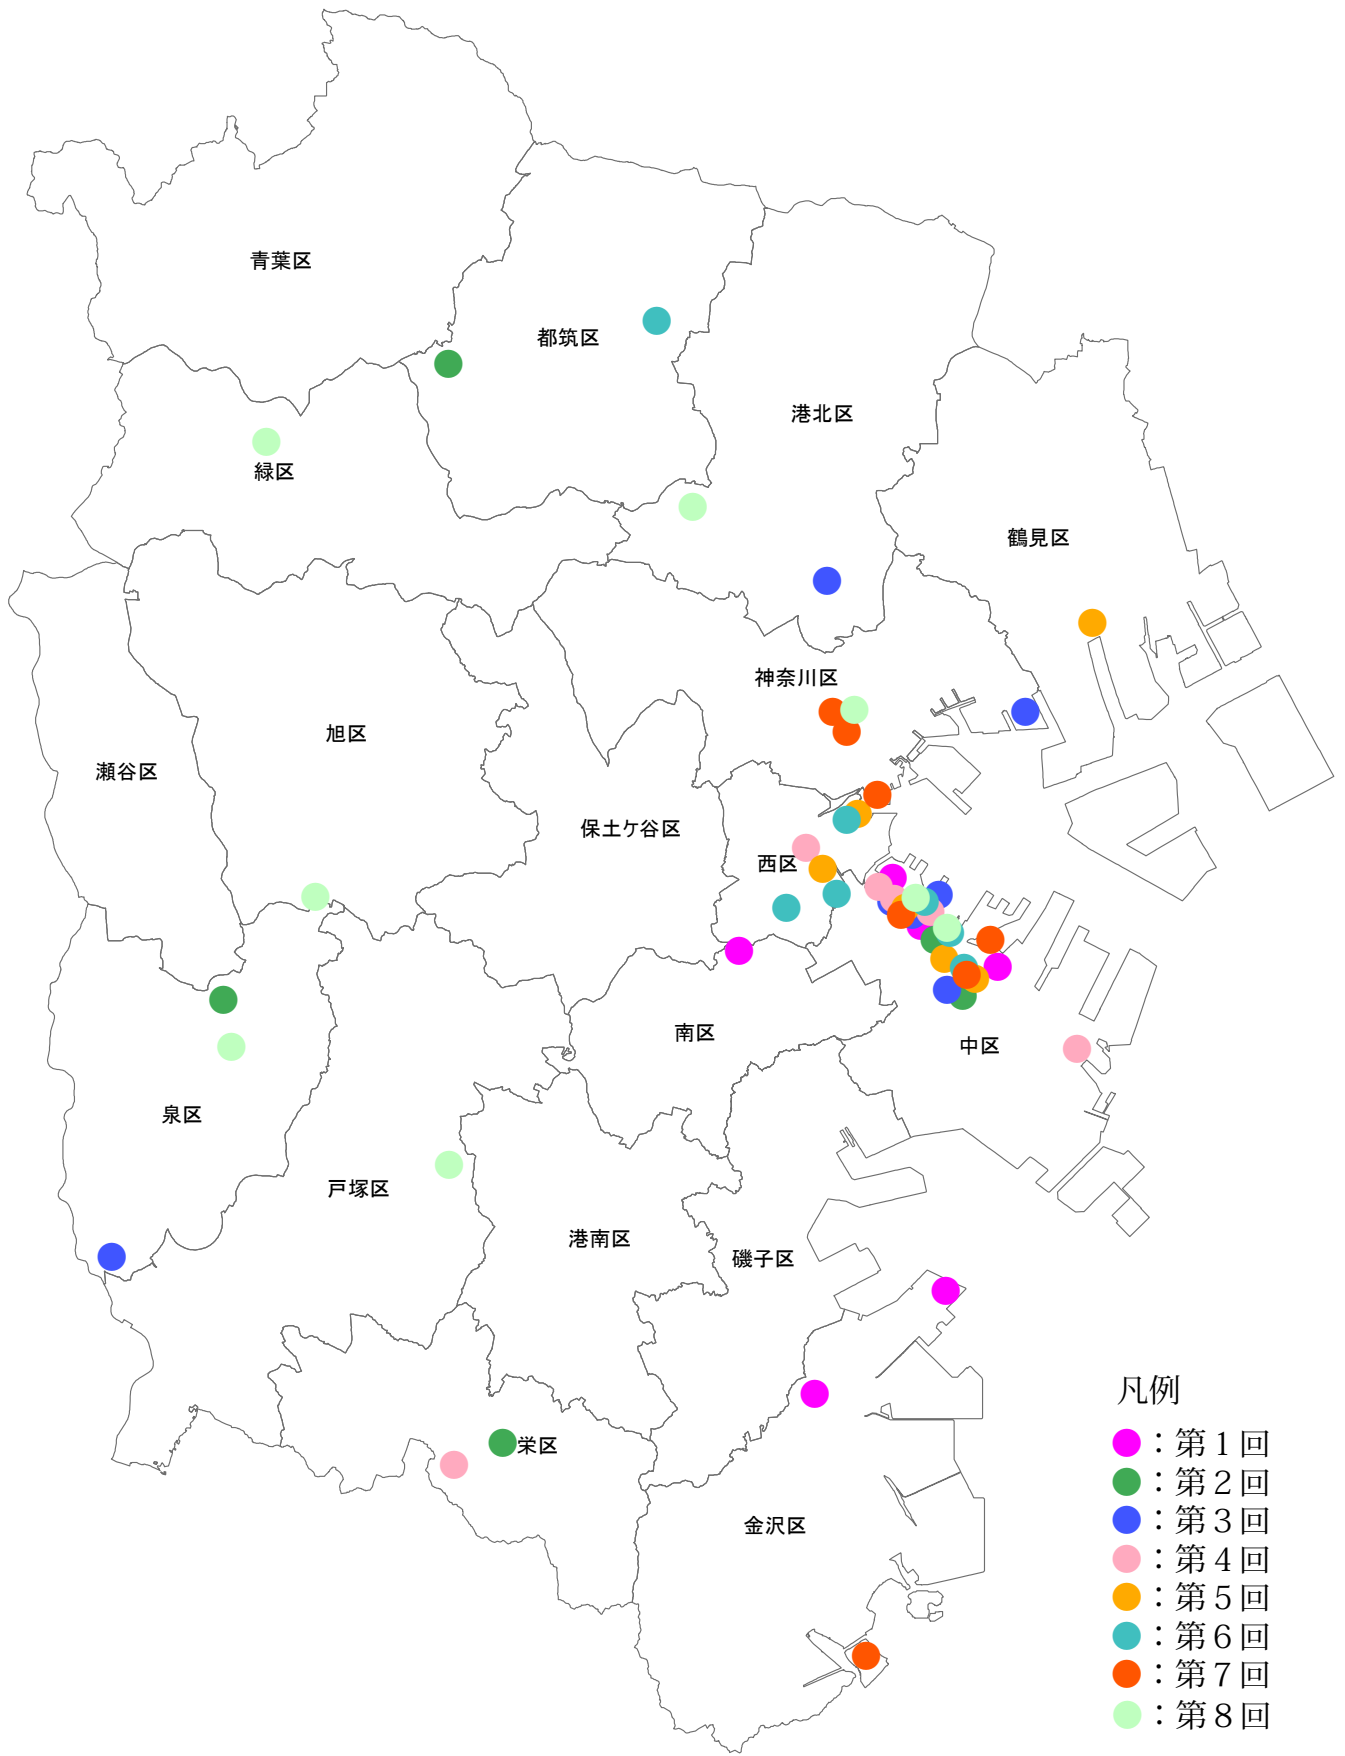 青葉区
都筑区
港北区
緑区
鶴見区
神奈川区
旭区
瀬谷区
保土ケ谷区
西区
南区
中区
泉区
戸塚区
港南区
磯子区
栄区
金沢区
凡例
：第１回
：第２回
：第３回
：第４回
：第５回
：第６回
：第７回
：第８回